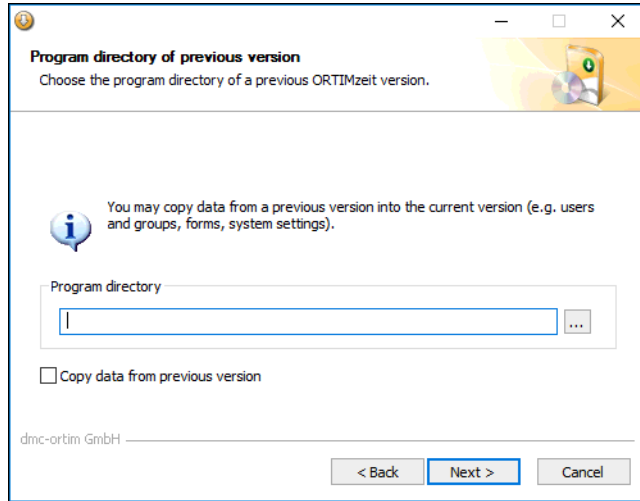 Program directory of previous version
Choose the program directory of a previous ORTIMzeit version.
You may copy data from a previous version into the current version (e.g. users
and groups, forms, system settings).
Program directory
...
Copy data from previous version
dmc-ortim GmbH
< Back
Next >
Cancel